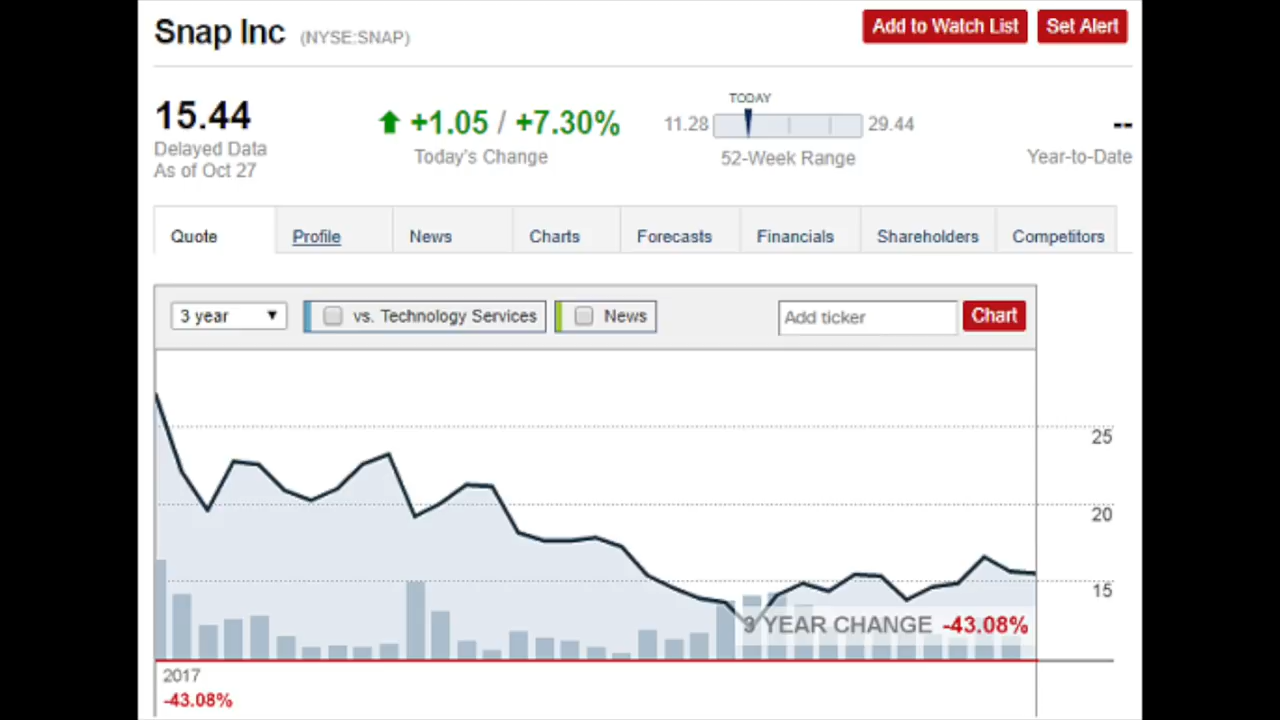 Snap Inc (NYSE:SNAP)
Add to Watch List Set Alert
TODAY
15.44 +1.05 / +7.30% 11.28 29.44 --
Delayed Data Today's Change 52-Week Range Year-to-Date
As of Oct 27
Quote Profile News Charts Forecasts Financials Shareholders Competitors
3 year vs. Technology Services News Add ticker Chart
25
20
15
3 YEAR CHANGE -43.08%
2017
-43.08%